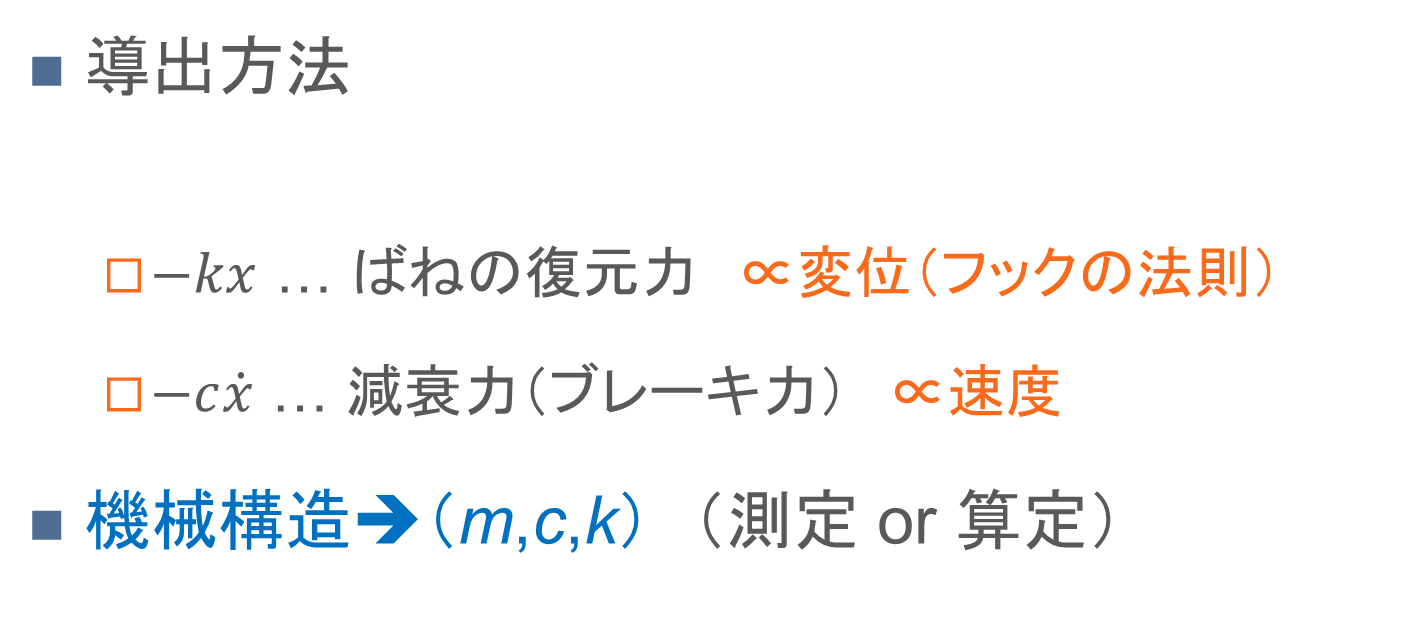 ■ 導出方法
□ −kx … ばねの復元力 ∝変位（フックの法則）
□ −cẋ … 減衰力（ブレーキ力） ∝速度
■ 機械構造➔（m,c,k） （測定 or 算定）